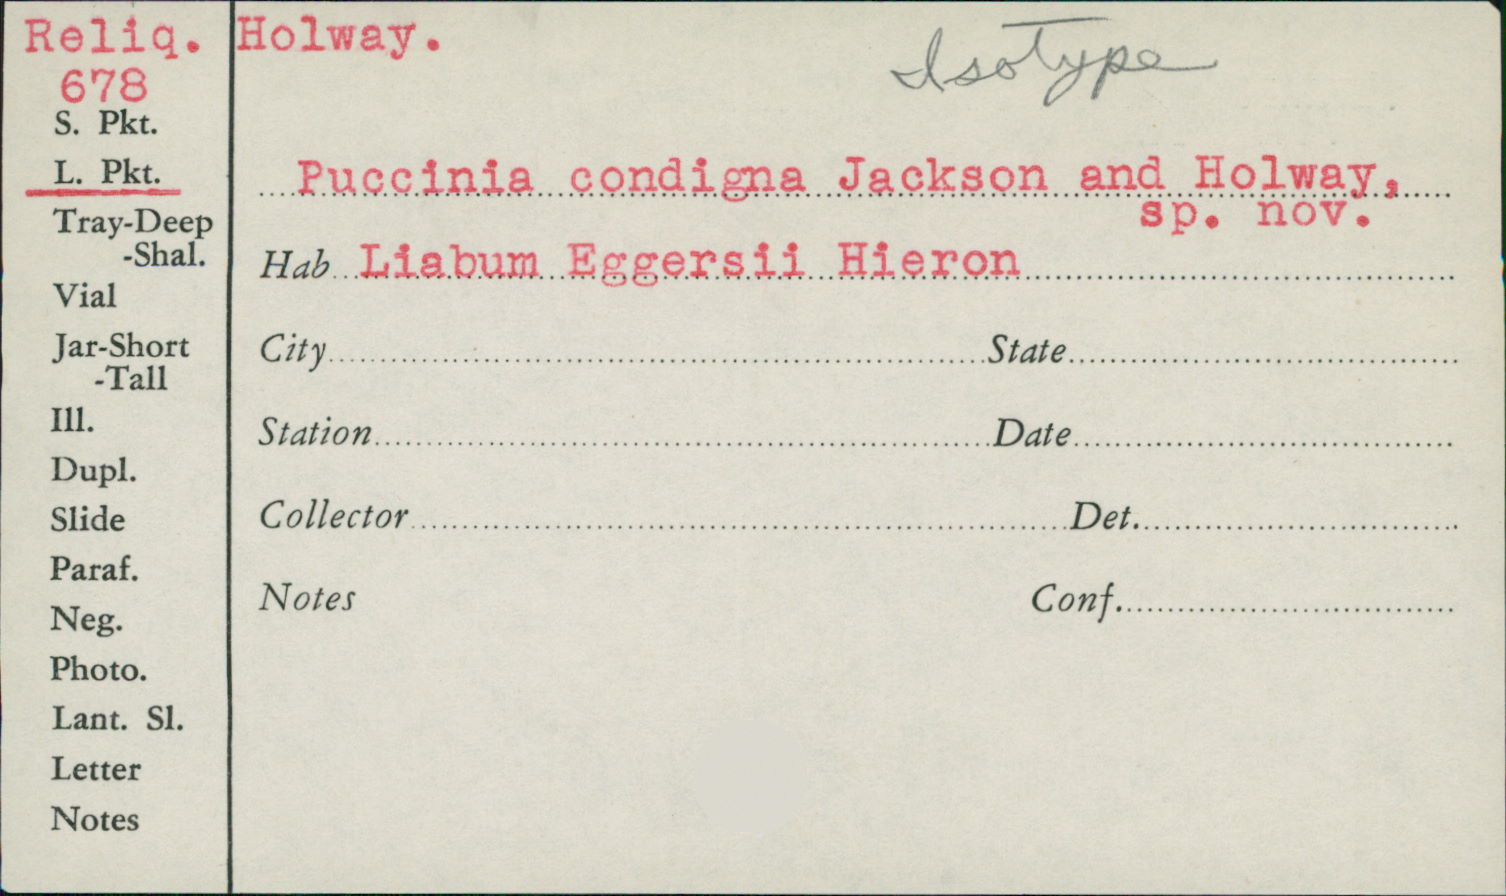 Reliq. Holway.
678
Isotype
S. Pkt.
L. Pkt.
Puccinia condigna Jackson and Holway,
sp. nov.
Tray-Deep
-Shal.
Hab Liabum Eggersii Hieron
Vial
City State
Jar-Short
-Tall
Ill.
Station Date
Dupl.
Slide
Collector Det.
Paraf.
Notes Conf.
Neg.
Photo.
Lant. Sl.
Letter
Notes